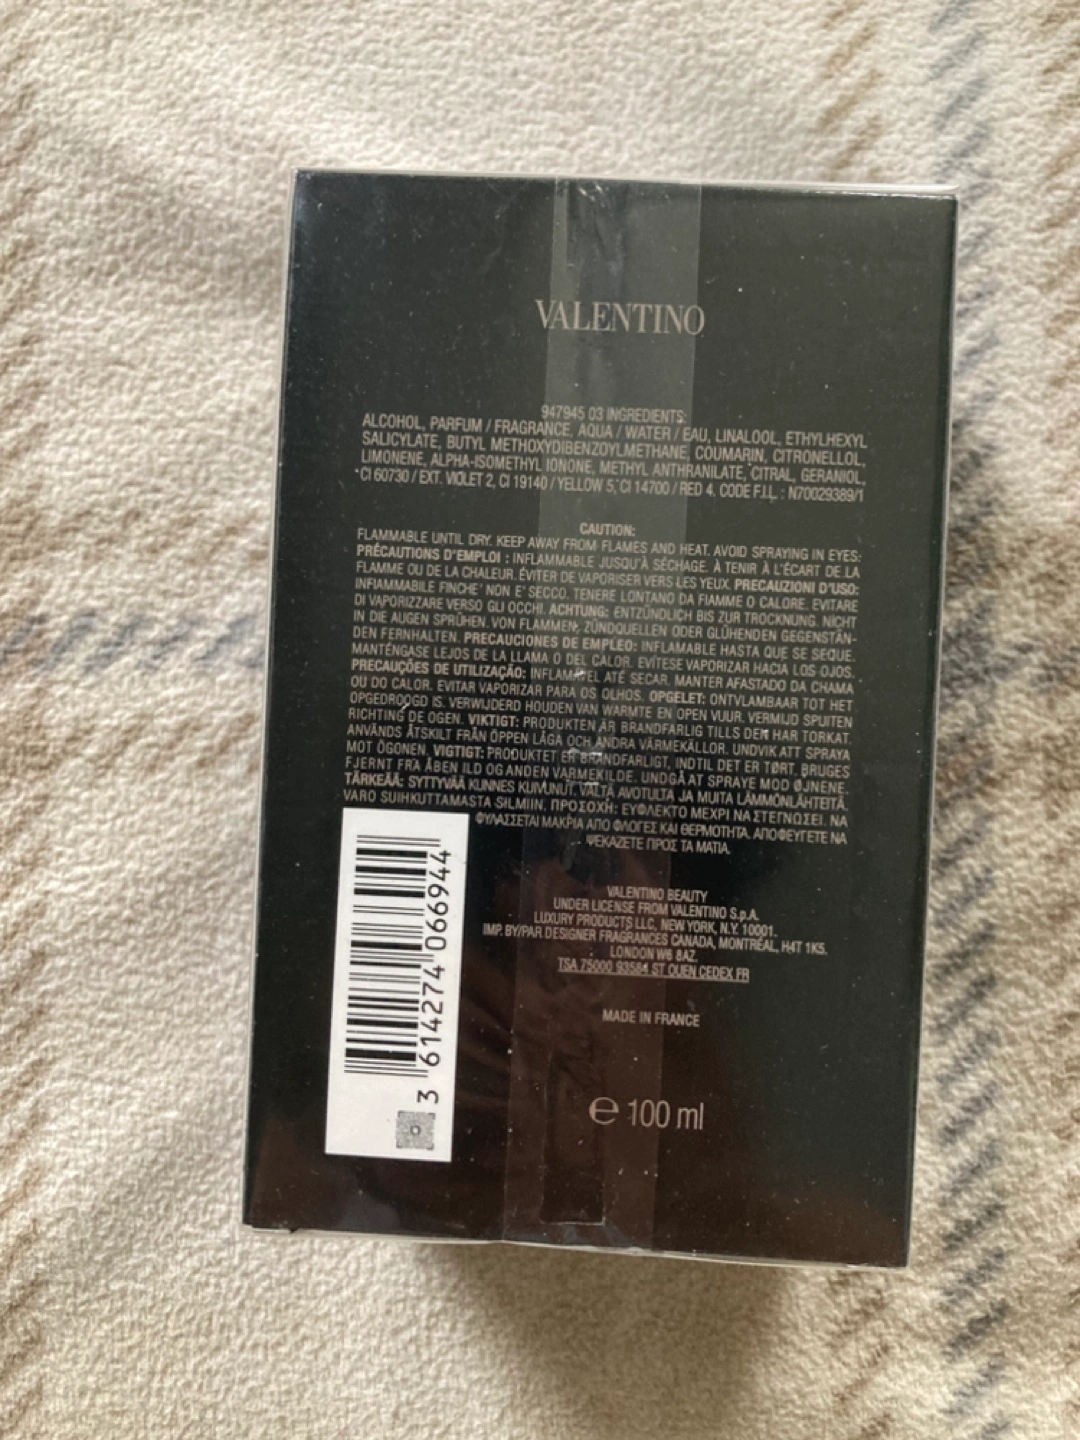 VALENTINO
947945 03 INGREDIENTS:
ALCOHOL, PARFUM / FRAGRANCE, AQUA / WATER / EAU, LINALOOL, ETHYLHEXYL
SALICYLATE, BUTYL METHOXYDIBENZOYLMETHANE, COUMARIN, CITRONELLOL,
LIMONENE, ALPHA-ISOMETHYL IONONE, METHYL ANTHRANILATE, CITRAL, GERANIOL,
CI 60730 / EXT. VIOLET 2, CI 19140 / YELLOW 5, CI 14700 / RED 4. CODE F.I.L. : N70029389/1
CAUTION:
FLAMMABLE UNTIL DRY. KEEP AWAY FROM FLAMES AND HEAT. AVOID SPRAYING IN EYES:
PRÉCAUTIONS D'EMPLOI : INFLAMMABLE JUSQU'À SÉCHAGE. À TENIR À L'ÉCART DE LA
FLAMME OU DE LA CHALEUR. ÉVITER DE VAPORISER VERS LES YEUX. PRECAUZIONI D'USO:
INFIAMMABILE FINCHE' NON E' SECCO. TENERE LONTANO DA FIAMME O CALORE. EVITARE
DI VAPORIZZARE VERSO GLI OCCHI. ACHTUNG: ENTZÜNDLICH BIS ZUR TROCKNUNG. NICHT
IN DIE AUGEN SPRÜHEN. VON FLAMMEN, ZÜNDQUELLEN ODER GLÜHENDEN GEGENSTÄN-
DEN FERNHALTEN. PRECAUCIONES DE EMPLEO: INFLAMABLE HASTA QUE SE SEQUE.
MANTÉNGASE LEJOS DE LA LLAMA O DEL CALOR. EVÍTESE VAPORIZAR HACIA LOS OJOS.
PRECAUÇÕES DE UTILIZAÇÃO: INFLAMÁVEL ATÉ SECAR. MANTER AFASTADO DA CHAMA
OU DO CALOR. EVITAR VAPORIZAR PARA OS OLHOS. OPGELET: ONTVLAMBAAR TOT HET
OPGEDROOGD IS. VERWIJDERD HOUDEN VAN WARMTE EN OPEN VUUR. VERMIJD SPUITEN
RICHTING DE OGEN. VIKTIGT: PRODUKTEN ÄR BRANDFARLIG TILLS DEN HAR TORKAT.
ANVÄNDS ÅTSKILT FRÅN ÖPPEN LÅGA OCH ANDRA VÄRMEKÄLLOR. UNDVIK ATT SPRAYA
MOT ÖGONEN. VIGTIGT: PRODUKTET ER BRANDFARLIGT, INDTIL DET ER TØRT. BRUGES
FJERNT FRA ÅBEN ILD OG ANDEN VARMEKILDE. UNDGÅ AT SPRAYE MOD ØJNENE.
TÄRKEÄÄ: SYTTYVÄÄ KUNNES KUIVUNUT. VÄLTÄ AVOTULTA JA MUITA LÄMMÖNLÄHTEITÄ.
VARO SUIHKUTTAMASTA SILMIIN. ΠΡΟΣΟΧΗ: ΕΥΦΛΕΚΤΟ ΜΕΧΡΙ ΝΑ ΣΤΕΓΝΩΣΕΙ. ΝΑ
ΦΥΛΑΣΣΕΤΑΙ ΜΑΚΡΙΑ ΑΠΟ ΦΛΟΓΕΣ ΚΑΙ ΘΕΡΜΟΤΗΤΑ. ΑΠΟΦΕΥΓΕΤΕ ΝΑ
ΨΕΚΑΖΕΤΕ ΠΡΟΣ ΤΑ ΜΑΤΙΑ.
VALENTINO BEAUTY
UNDER LICENSE FROM VALENTINO S.p.A.
LUXURY PRODUCTS LLC, NEW YORK, N.Y. 10001.
IMP. BY/PAR DESIGNER FRAGRANCES CANADA, MONTRÉAL, H4T 1K5.
LONDON W6 8AZ.
TSA 75000 93584 ST OUEN CEDEX FR
MADE IN FRANCE
℮ 100 ml
3 614274 066944